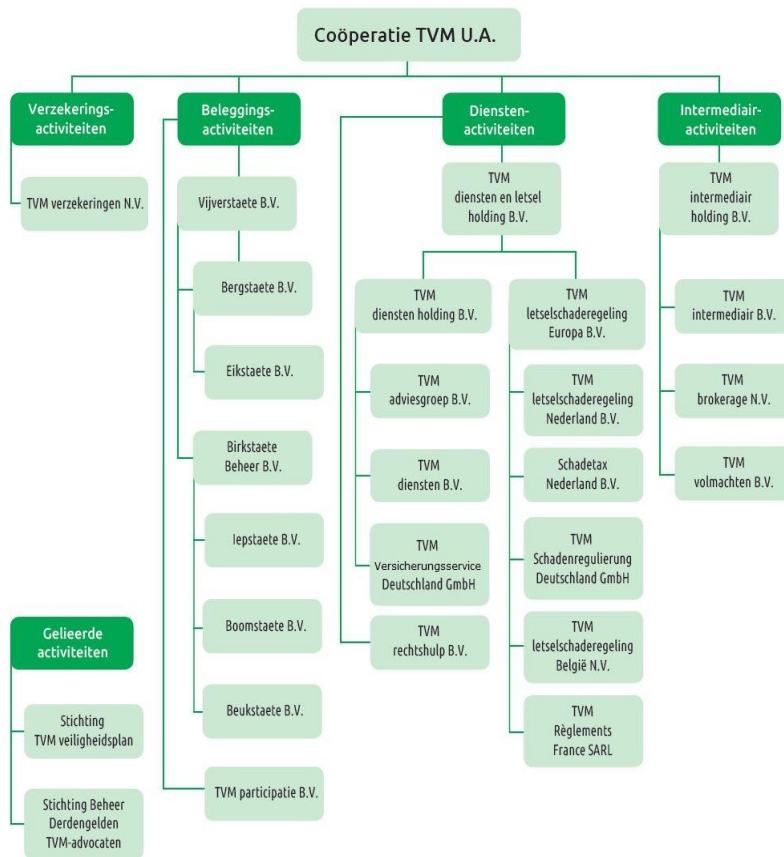 Coöperatie TVM U.A.
Verzekerings-
activiteiten
TVM verzekeringen N.V.
Beleggings-
activiteiten
Vijverstaete B.V.
Bergstaete B.V.
Eikstaete B.V.
Birkstaete
Beheer B.V.
Iepstaete B.V.
Boomstaete B.V.
Beukstaete B.V.
TVM participatie B.V.
Diensten-
activiteiten
TVM
diensten en letsel
holding B.V.
TVM
diensten holding B.V.
TVM
adviesgroep B.V.
TVM
diensten B.V.
TVM
Versicherungsservice
Deutschland GmbH
TVM
rechtshulp B.V.
TVM
letselschaderegeling
Europa B.V.
TVM
letselschaderegeling
Nederland B.V.
Schadetax
Nederland B.V.
TVM
Schadenregulierung
Deutschland GmbH
TVM
letselschaderegeling
België N.V.
TVM
Règlements
France SARL
Intermediair-
activiteiten
TVM
intermediair
holding B.V.
TVM
intermediair B.V.
TVM
brokerage N.V.
TVM
volmachten B.V.
Gelieerde
activiteiten
Stichting
TVM veiligheidsplan
Stichting Beheer
Derdengelden
TVM-advocaten